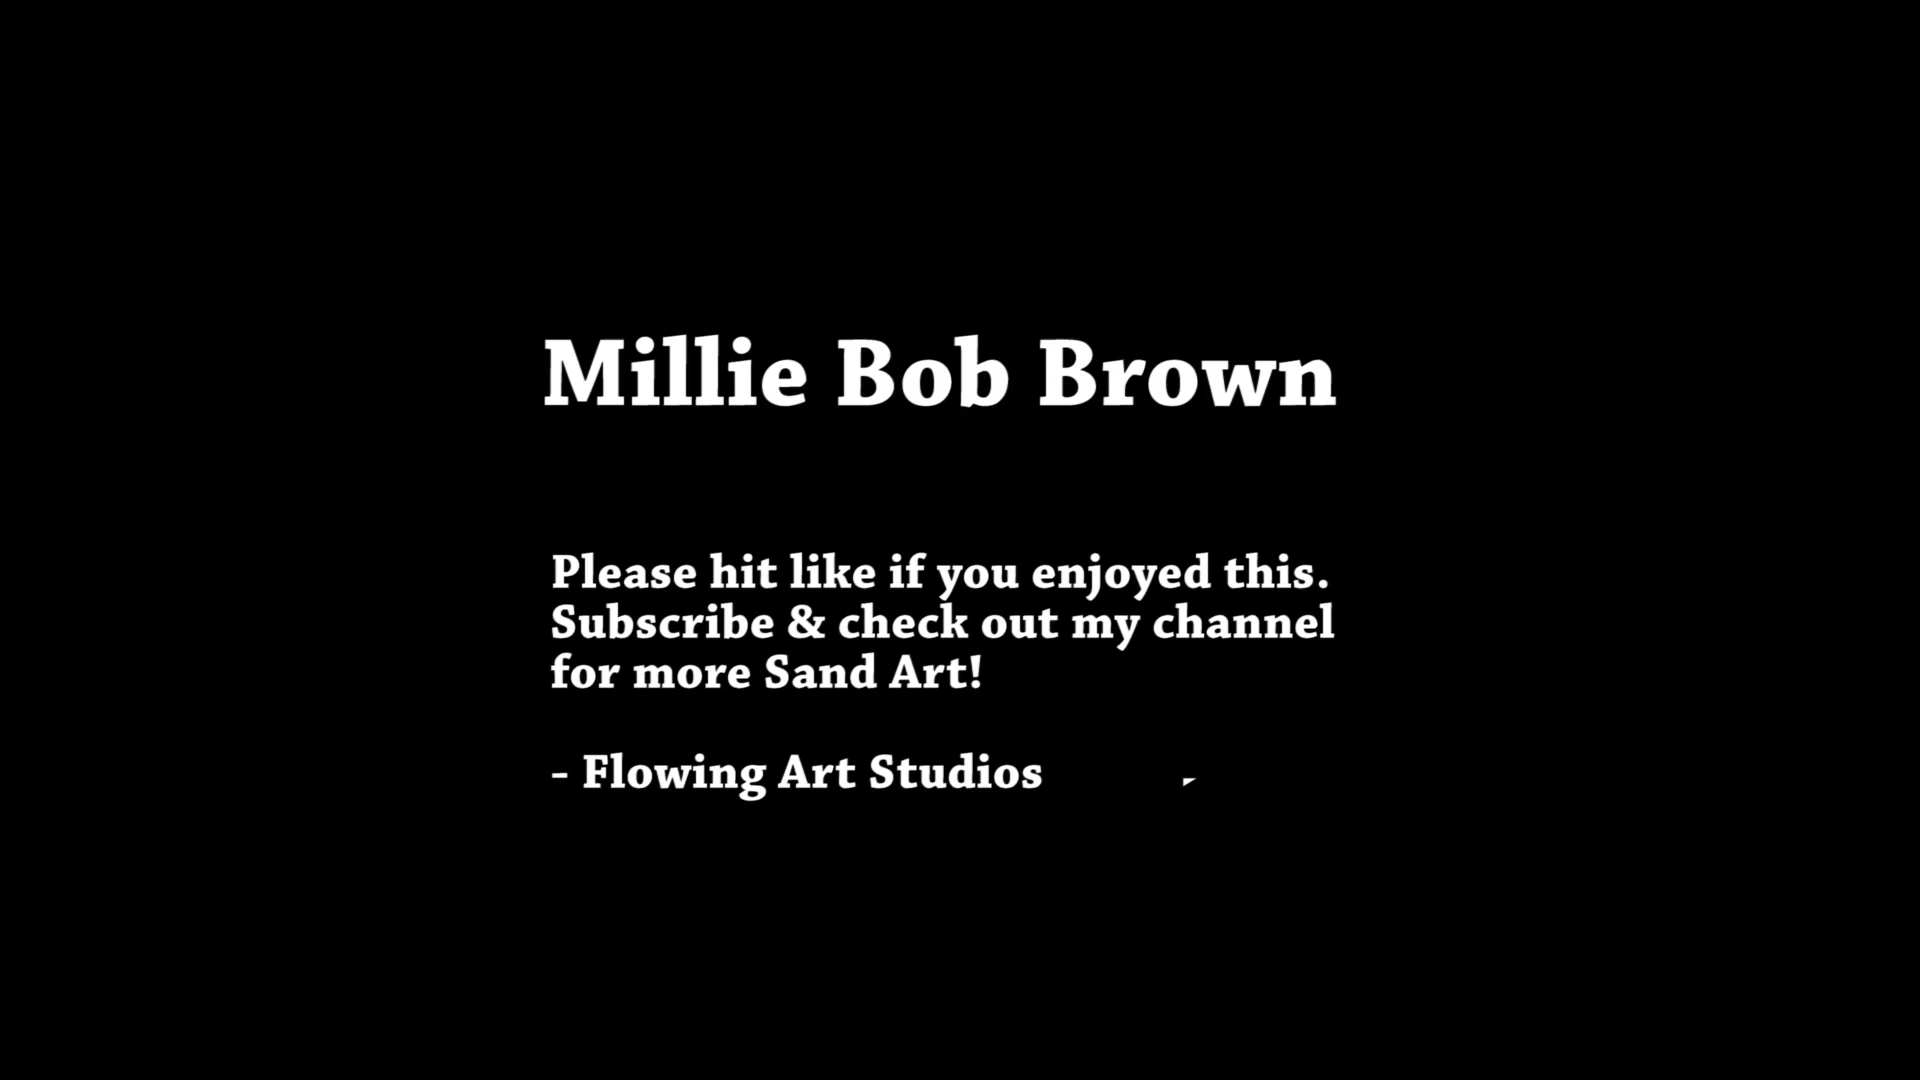 Millie Bob Brown
Please hit like if you enjoyed this.
Subscribe & check out my channel
for more Sand Art!
- Flowing Art Studios